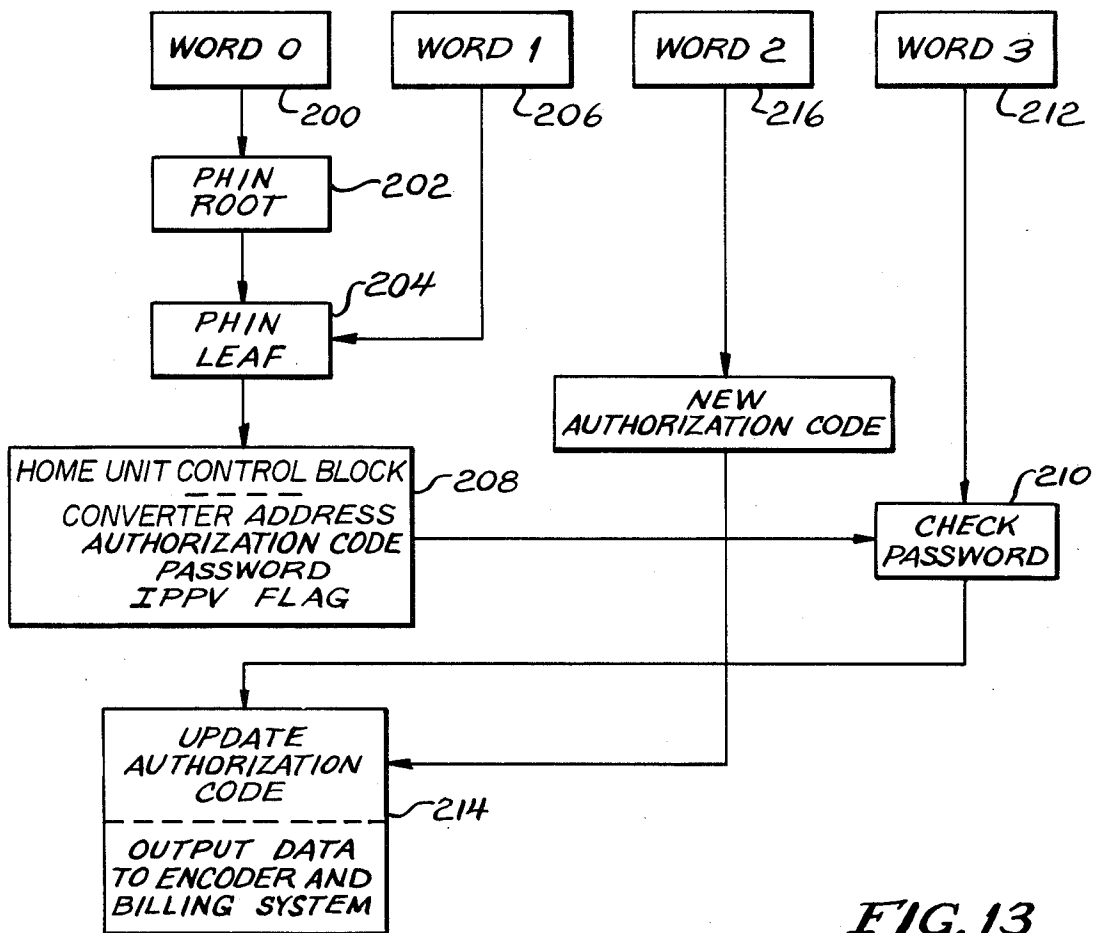 WORD 0
200
WORD 1
206
WORD 2
216
WORD 3
212
PHIN
ROOT
202
PHIN
LEAF
204
NEW
AUTHORIZATION CODE
HOME UNIT CONTROL BLOCK
CONVERTER ADDRESS
AUTHORIZATION CODE
PASSWORD
IPPV FLAG
208
CHECK
PASSWORD
210
UPDATE
AUTHORIZATION
CODE
OUTPUT DATA
TO ENCODER AND
BILLING SYSTEM
214
FIG. 13